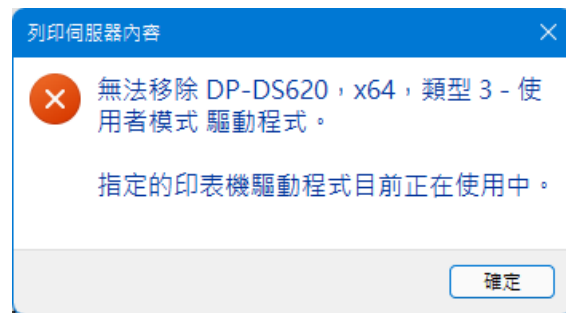 列印伺服器內容
無法移除 DP-DS620，x64，類型 3 - 使
用者模式 驅動程式。
指定的印表機驅動程式目前正在使用中。
確定